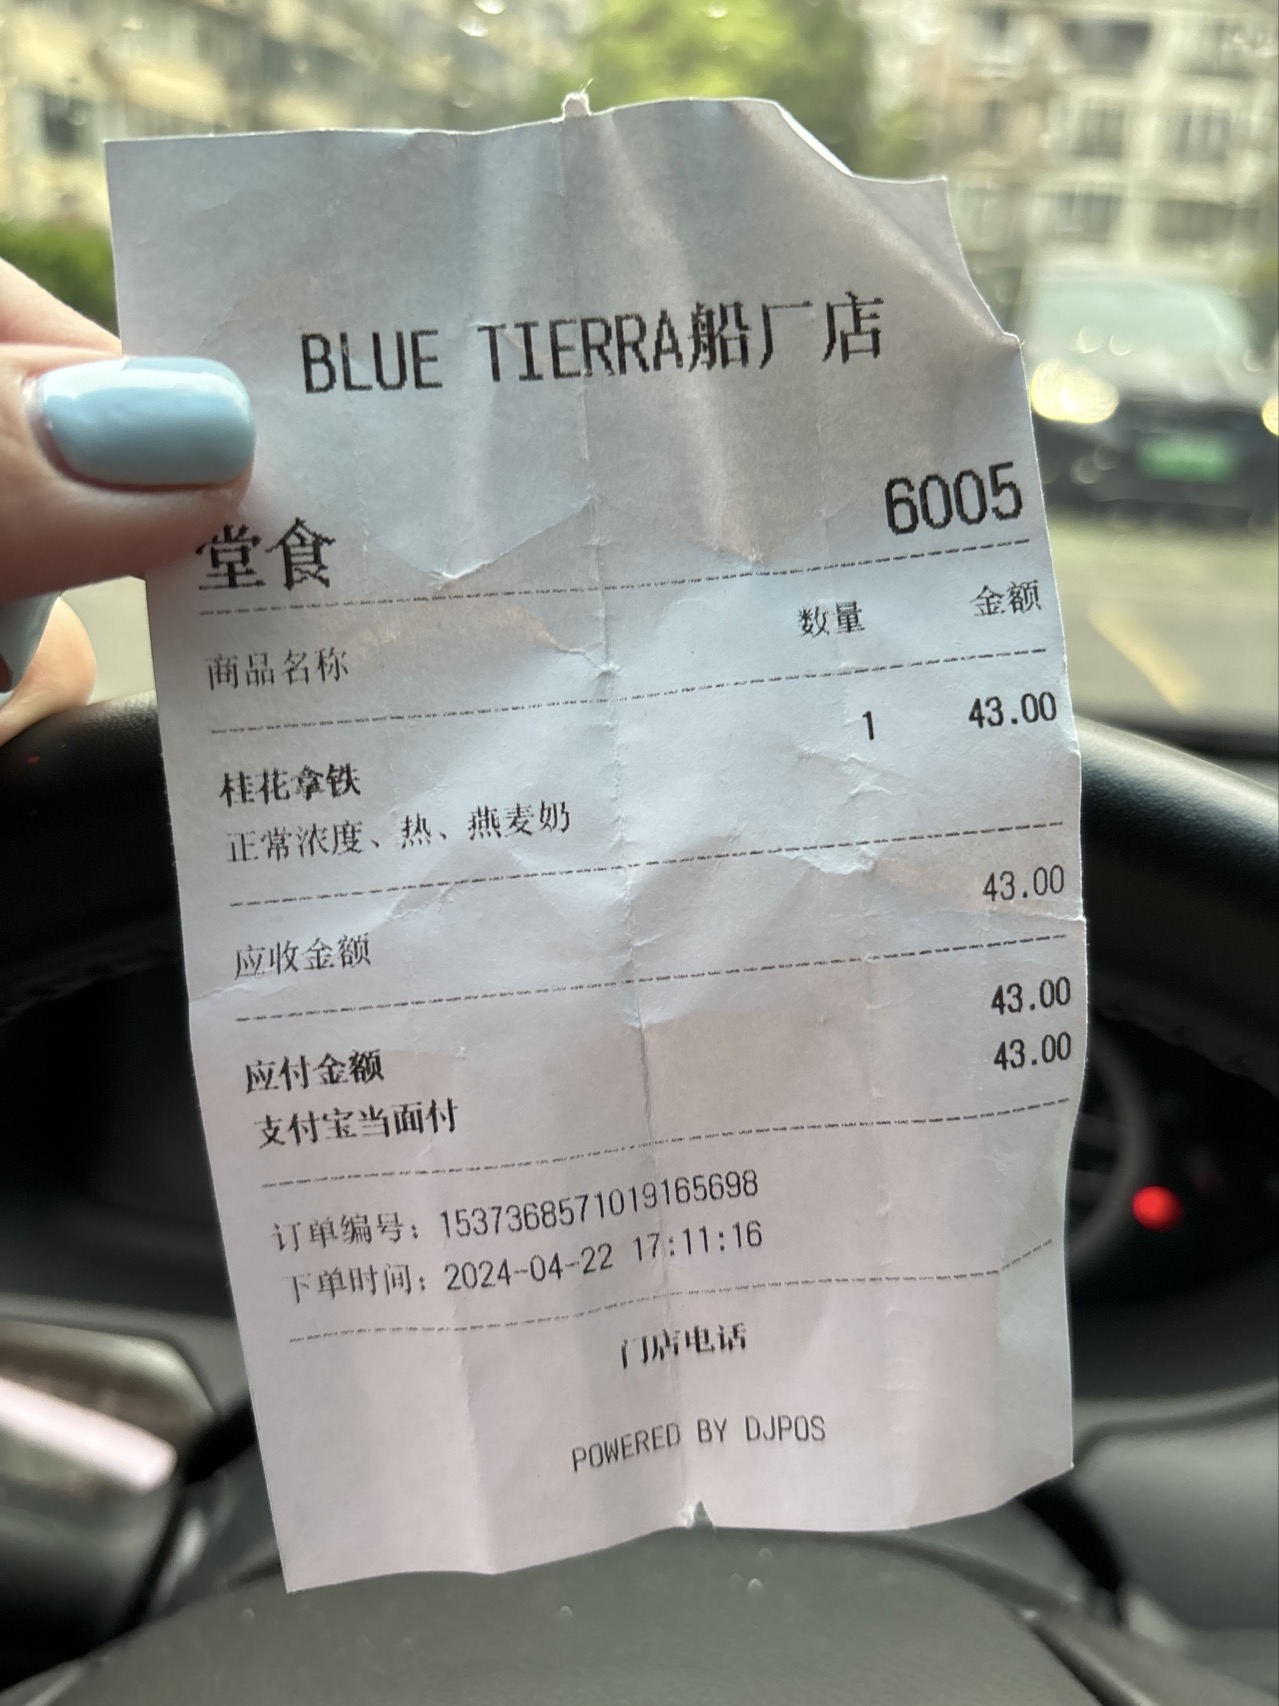 BLUE TIERRA船厂店
6005
堂食
商品名称 数量 金额
桂花拿铁 1 43.00
正常浓度、热、燕麦奶
应收金额 43.00
应付金额 43.00
支付宝当面付 43.00
订单编号：1537368571019165698
下单时间：2024-04-22 17:11:16
门店电话
POWERED BY DJPOS